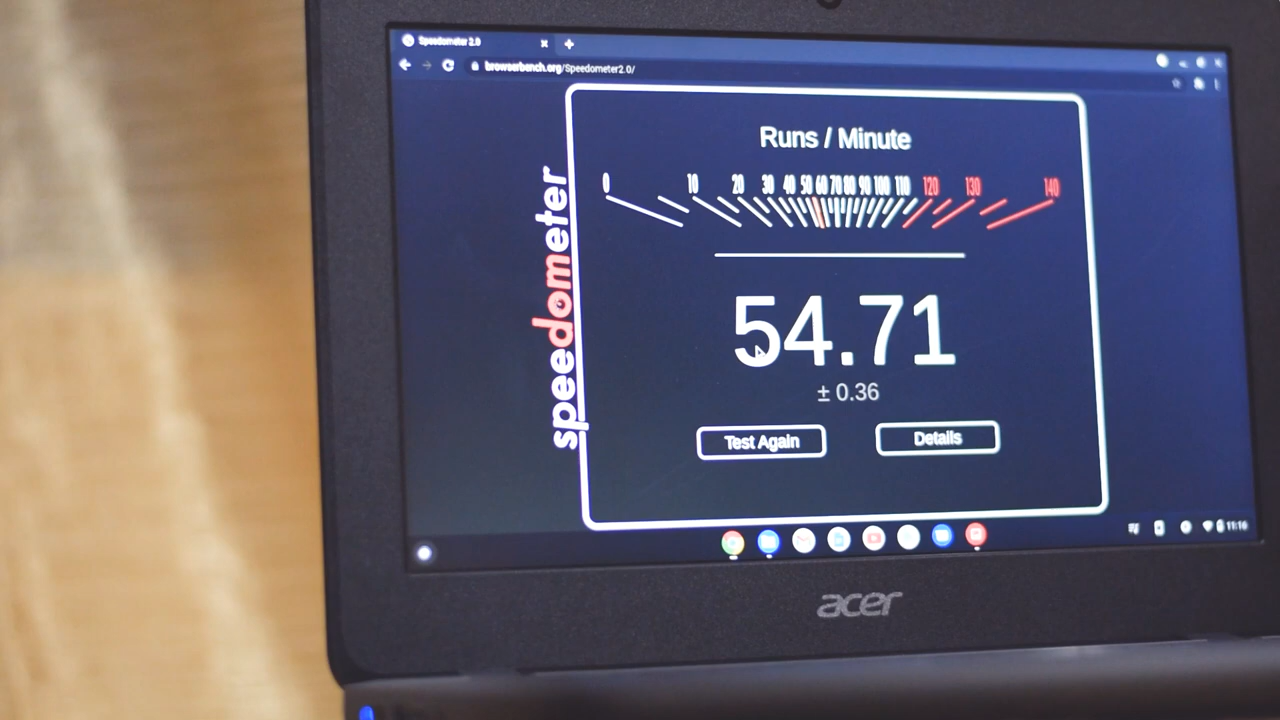 Speedometer 2.0
browserbench.org/Speedometer2.0/
Runs / Minute
0 10 20 30 40 50 60 70 80 90 100 110 120 130 140
speedometer
54.71
± 0.36
Test Again
Details
11:16
acer